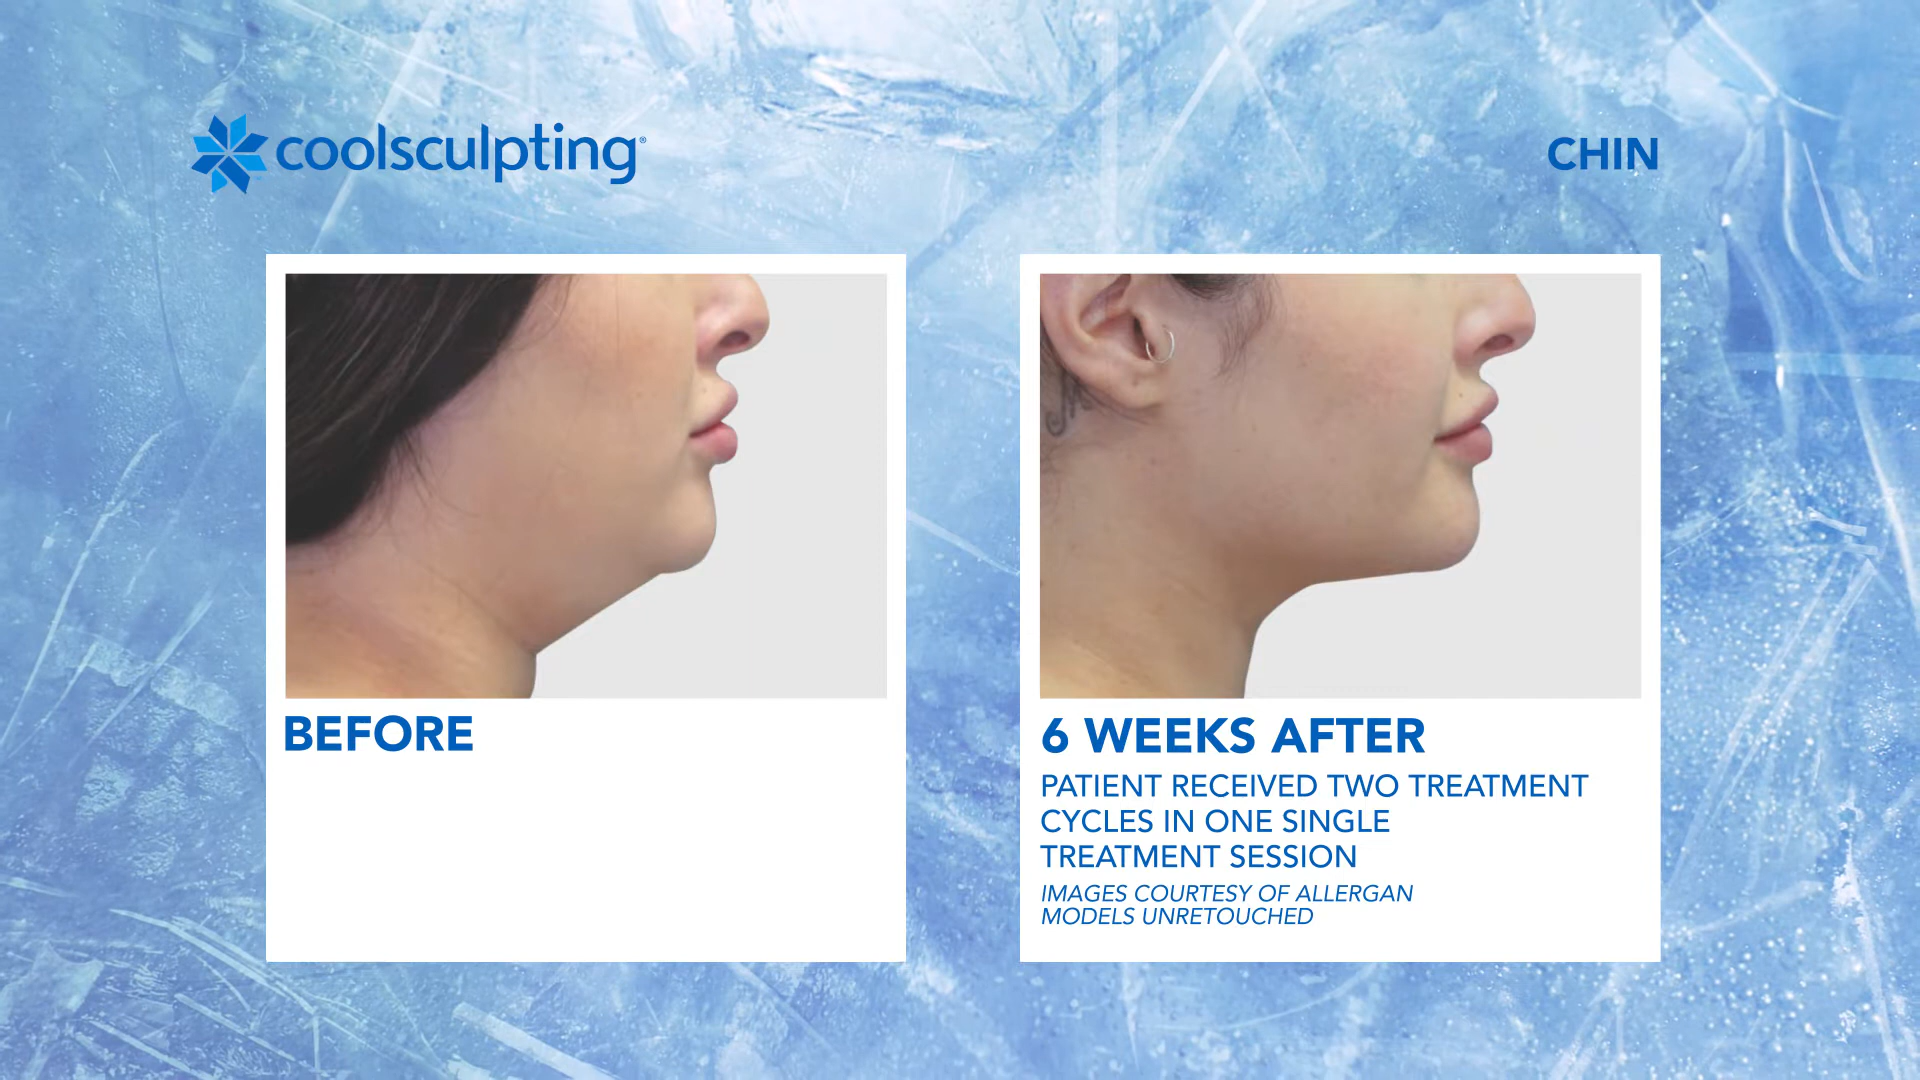 coolsculpting®
CHIN
BEFORE
6 WEEKS AFTER
PATIENT RECEIVED TWO TREATMENT
CYCLES IN ONE SINGLE
TREATMENT SESSION
IMAGES COURTESY OF ALLERGAN
MODELS UNRETOUCHED